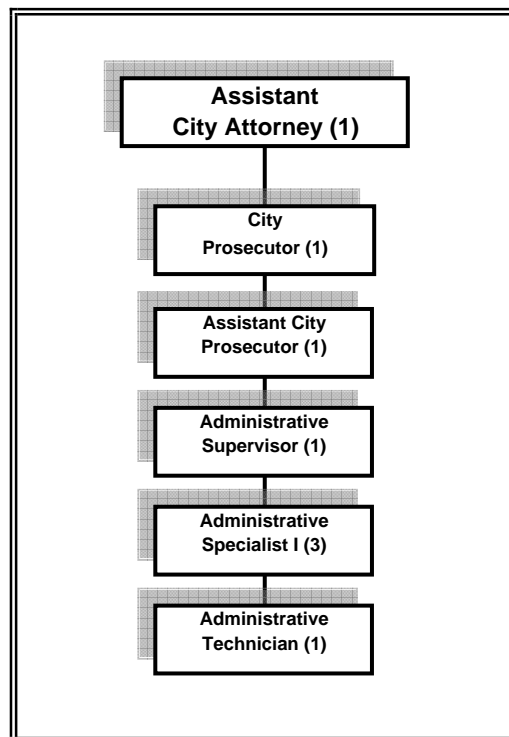 Assistant
City Attorney (1)
City
Prosecutor (1)
Assistant City
Prosecutor (1)
Administrative
Supervisor (1)
Administrative
Specialist I (3)
Administrative
Technician (1)